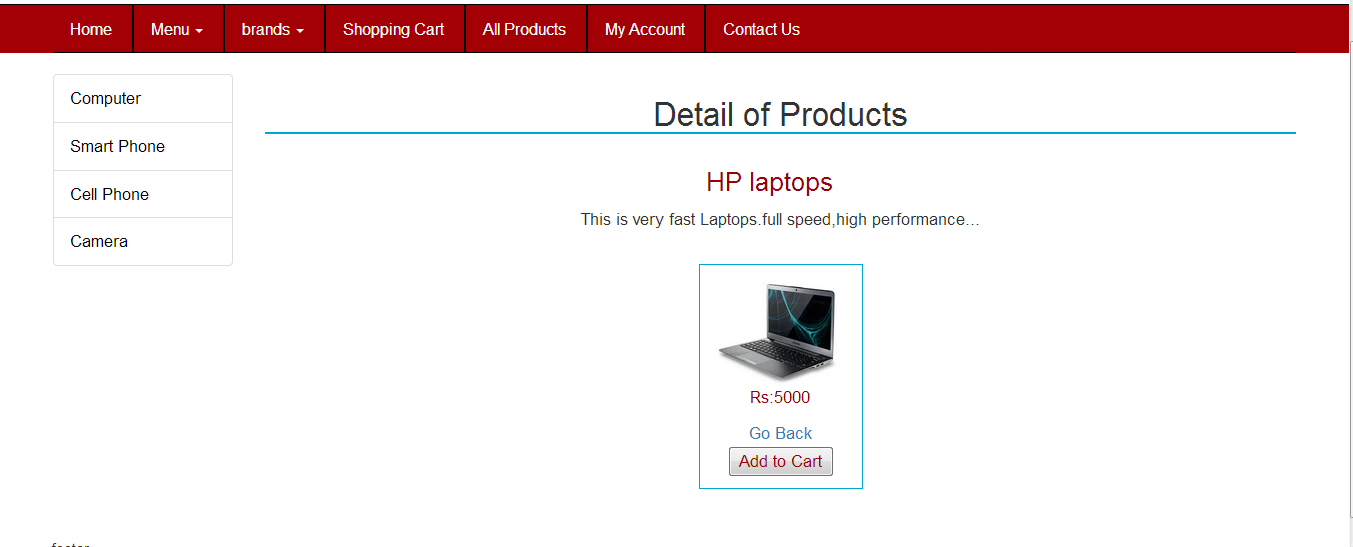 Home Menu brands Shopping Cart All Products My Account Contact Us
Computer
Smart Phone
Cell Phone
Camera
Detail of Products
HP laptops
This is very fast Laptops.full speed,high performance...
Rs:5000
Go Back
Add to Cart